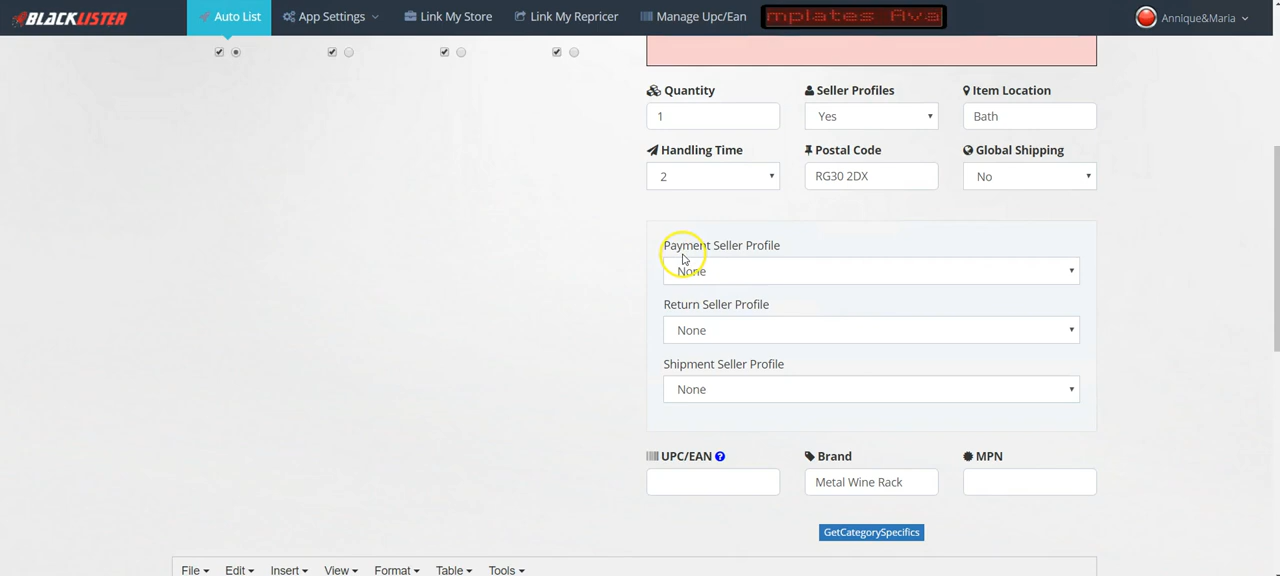 BLACKLISTER
Auto List
App Settings
Link My Store
Link My Repricer
Manage Upc/Ean
mplates Ava
Annique&Maria
Quantity
Seller Profiles
Item Location
1
Yes
Bath
Handling Time
Postal Code
Global Shipping
2
RG30 2DX
No
Payment Seller Profile
None
Return Seller Profile
None
Shipment Seller Profile
None
UPC/EAN ?
Brand
MPN
Metal Wine Rack
GetCategorySpecifics
File
Edit
Insert
View
Format
Table
Tools